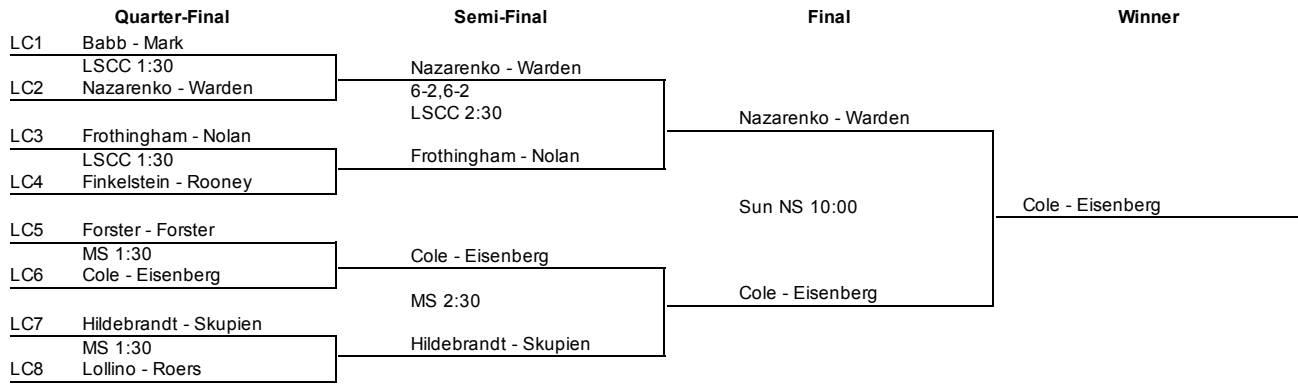 Quarter-Final Semi-Final Final Winner
LC1 Babb - Mark
LSCC 1:30
LC2 Nazarenko - Warden
Nazarenko - Warden
6-2,6-2
LSCC 2:30
LC3 Frothingham - Nolan
LSCC 1:30
LC4 Finkelstein - Rooney
Frothingham - Nolan
Nazarenko - Warden
Sun NS 10:00
Cole - Eisenberg
LC5 Forster - Forster
MS 1:30
LC6 Cole - Eisenberg
Cole - Eisenberg
MS 2:30
Cole - Eisenberg
LC7 Hildebrandt - Skupien
MS 1:30
LC8 Lollino - Roers
Hildebrandt - Skupien